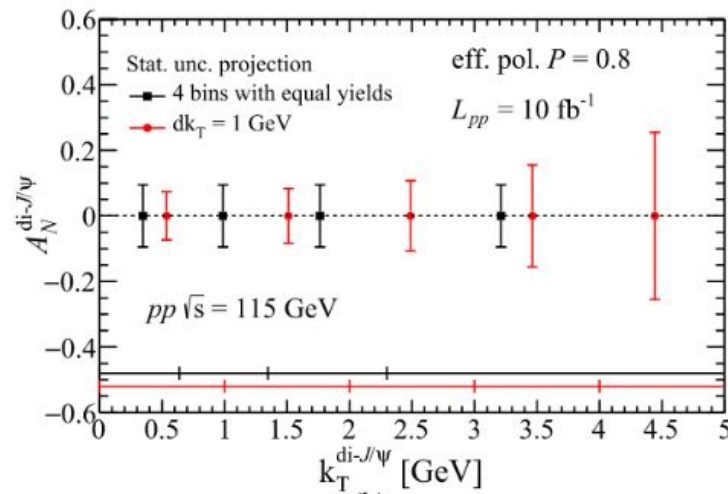 0.6
0.4
0.2
0
−0.2
−0.4
−0.6
A_N^{di-J/ψ}
Stat. unc. projection
4 bins with equal yields
dk_T = 1 GeV
eff. pol. P = 0.8
L_{pp} = 10 fb^{-1}
pp √s = 115 GeV
0 0.5 1 1.5 2 2.5 3 3.5 4 4.5 5
k_T^{di-J/ψ} [GeV]